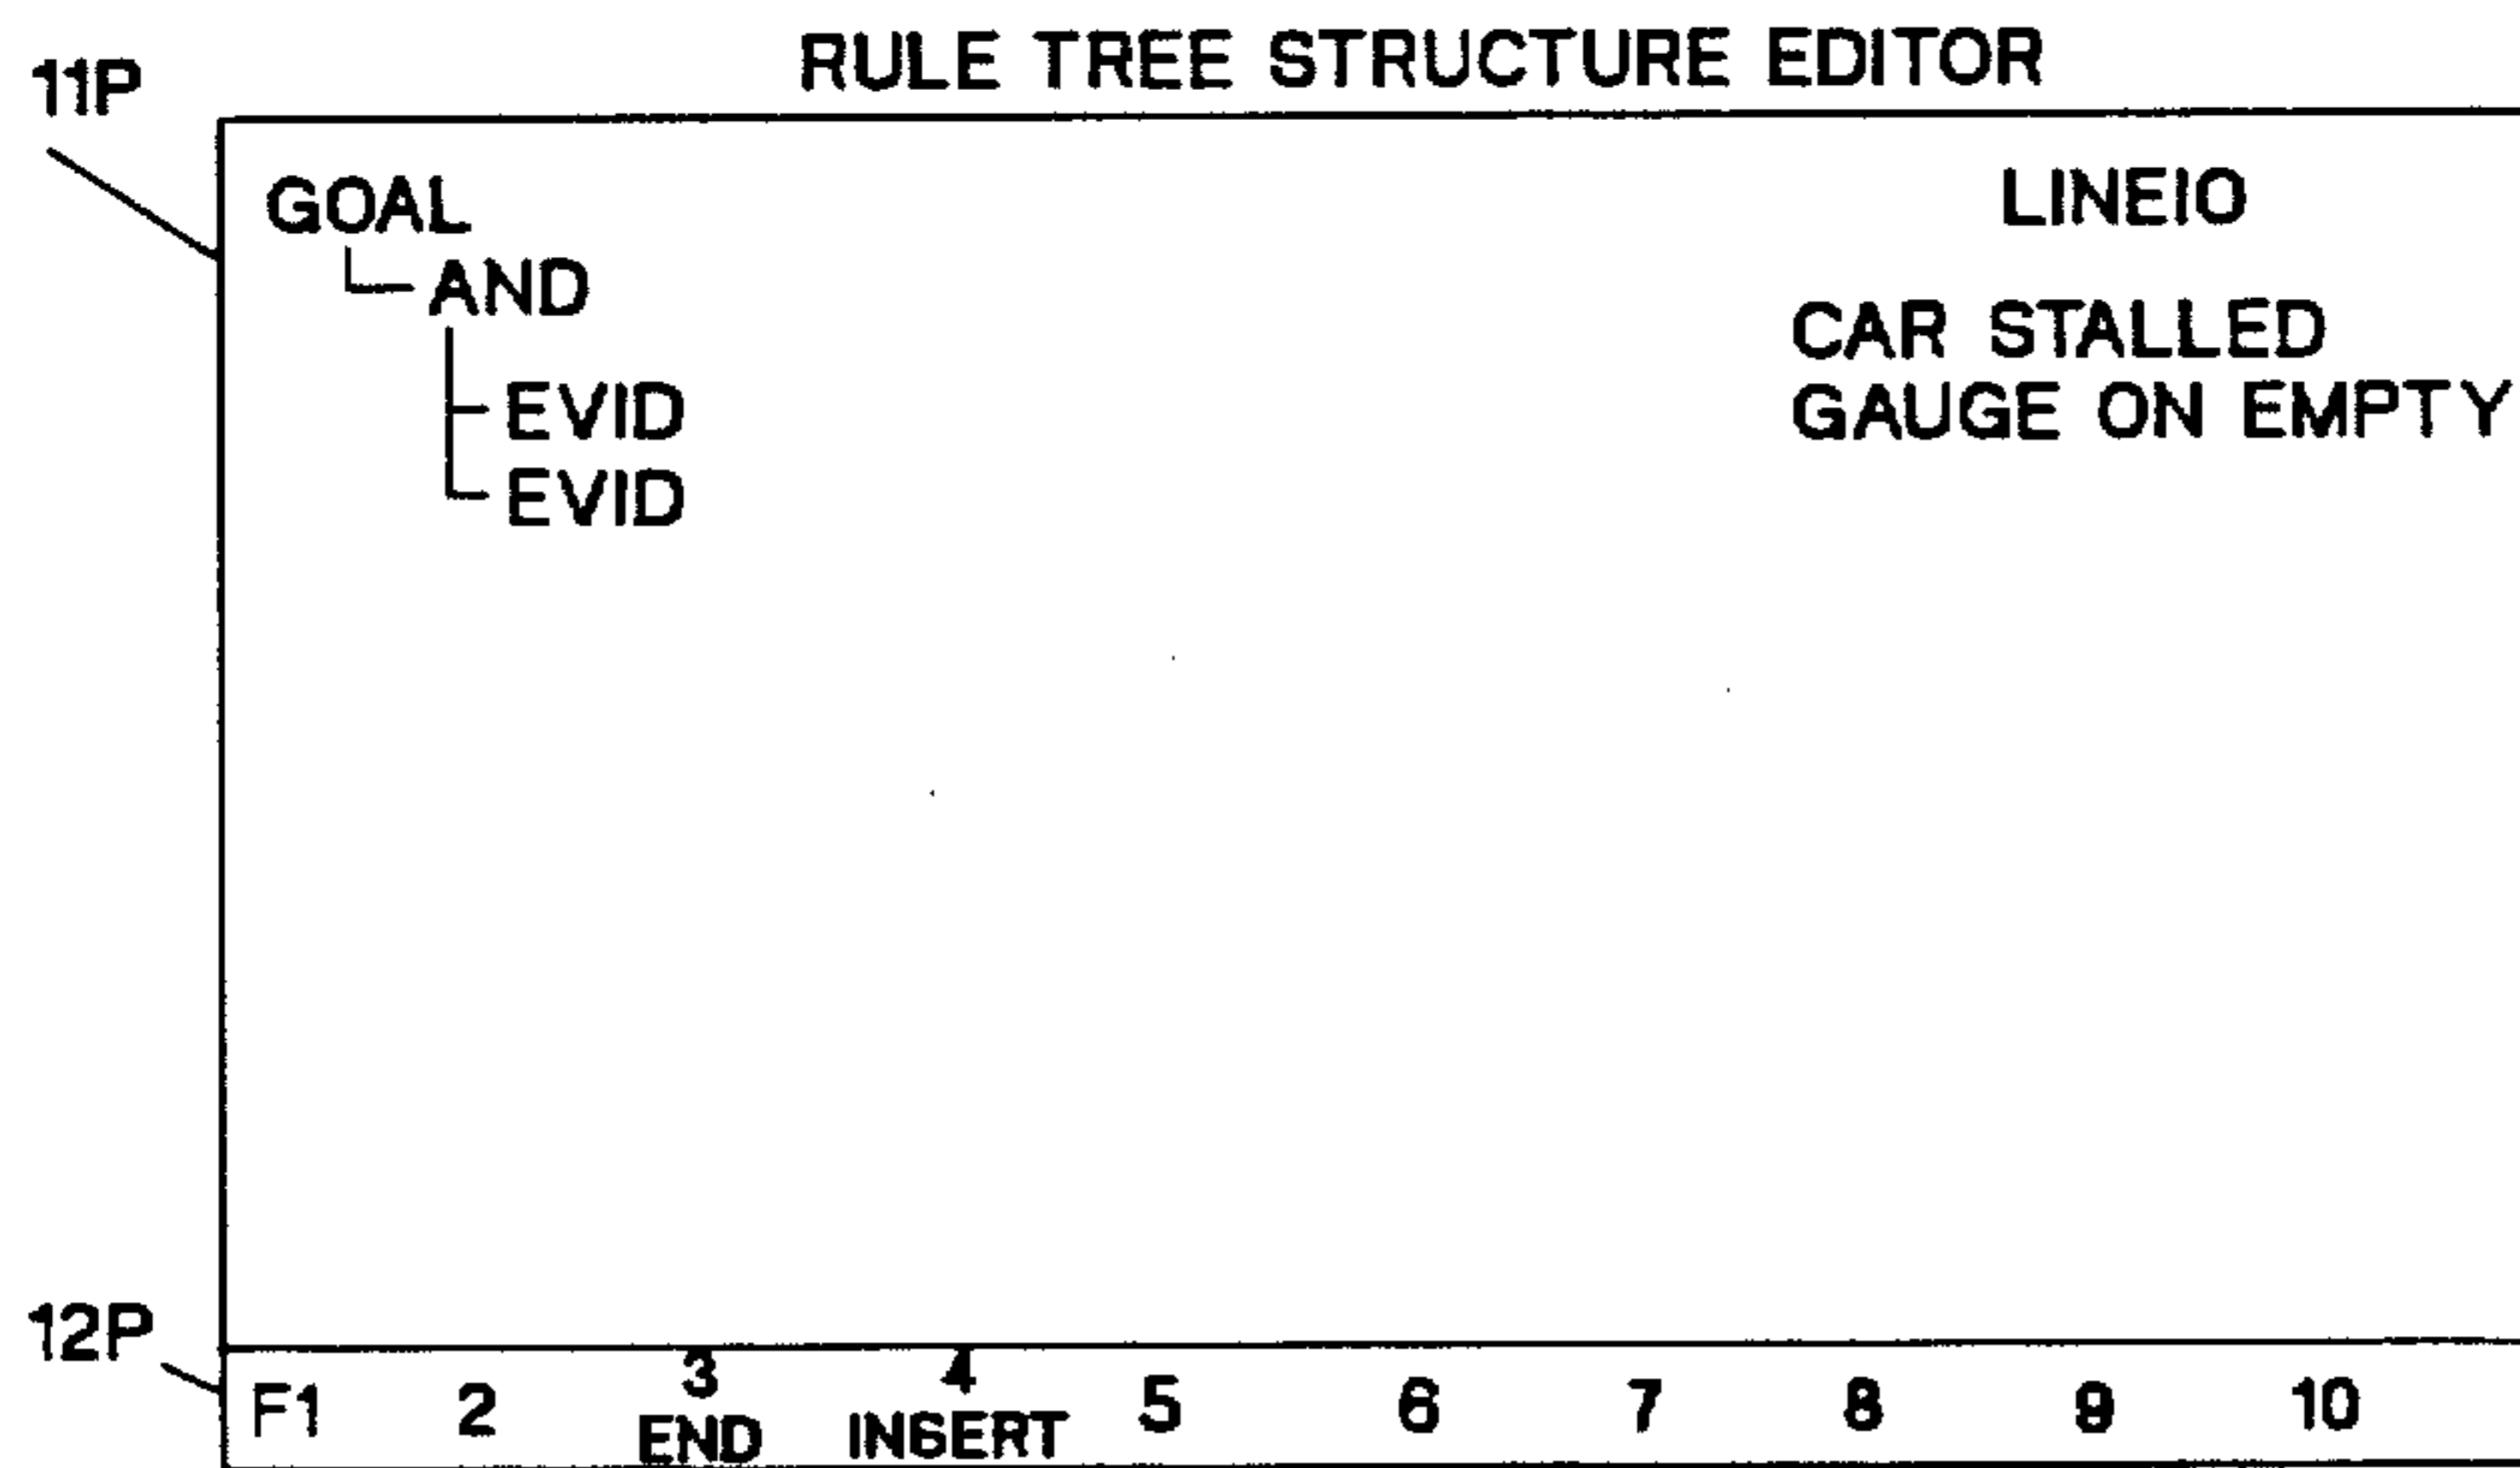 RULE TREE STRUCTURE EDITOR
11P
GOAL LINEIO
AND
CAR STALLED
EVID GAUGE ON EMPTY
EVID
12P
F1 2 3 4 5 6 7 8 9 10
END INSERT